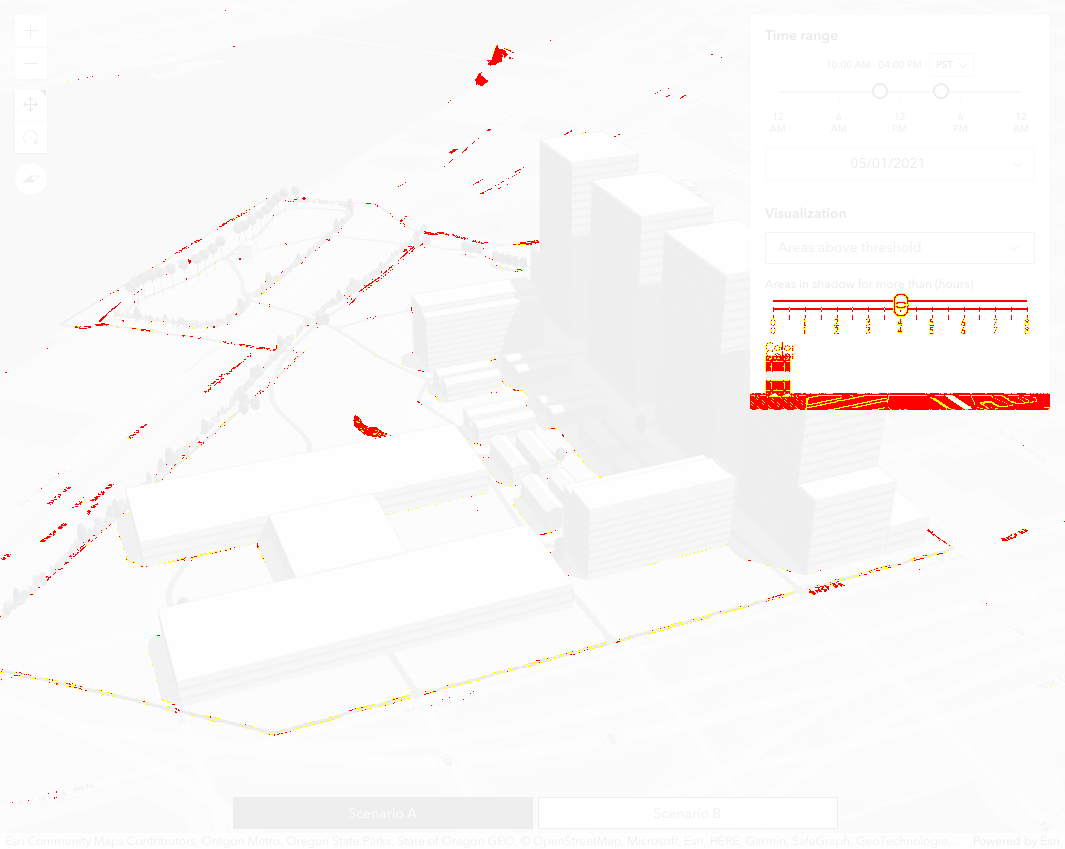 Time range
10:00 AM - 04:00 PM PST
12 AM 6 AM 12 PM 6 PM 12 AM
05/01/2021
Visualization
Areas above threshold
Areas in shadow for more than (hours)
0 1 2 3 4 5 6 7 8
Color
Scenario A
Scenario B
Esri Community Maps Contributors, Oregon Metro, Oregon State Parks, State of Oregon GEO, © OpenStreetMap, Microsoft, Esri, HERE, Garmin, SafeGraph, GeoTechnologie...
Powered by Esri